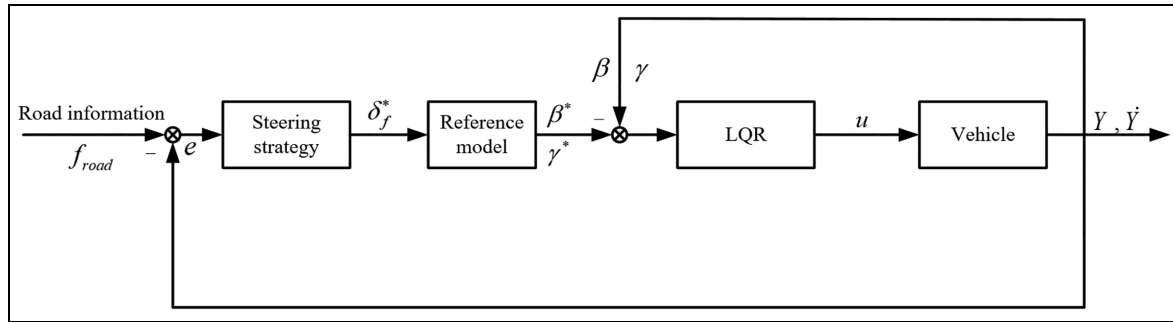 β γ
Road information
f_road
−
e
Steering
strategy
δ_f^*
Reference
model
β^*
γ^*
−
LQR
u
Vehicle
Y , Ẏ